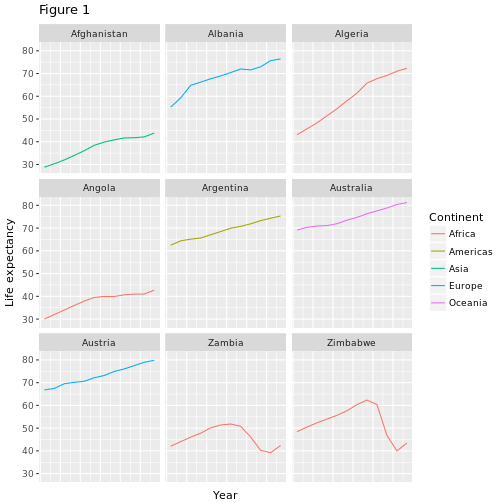 Figure 1
Afghanistan
Albania
Algeria
80
70
60
50
40
30
Angola
Argentina
Australia
80
70
60
50
40
30
Austria
Zambia
Zimbabwe
80
70
60
50
40
30
Life expectancy
Year
Continent
Africa
Americas
Asia
Europe
Oceania